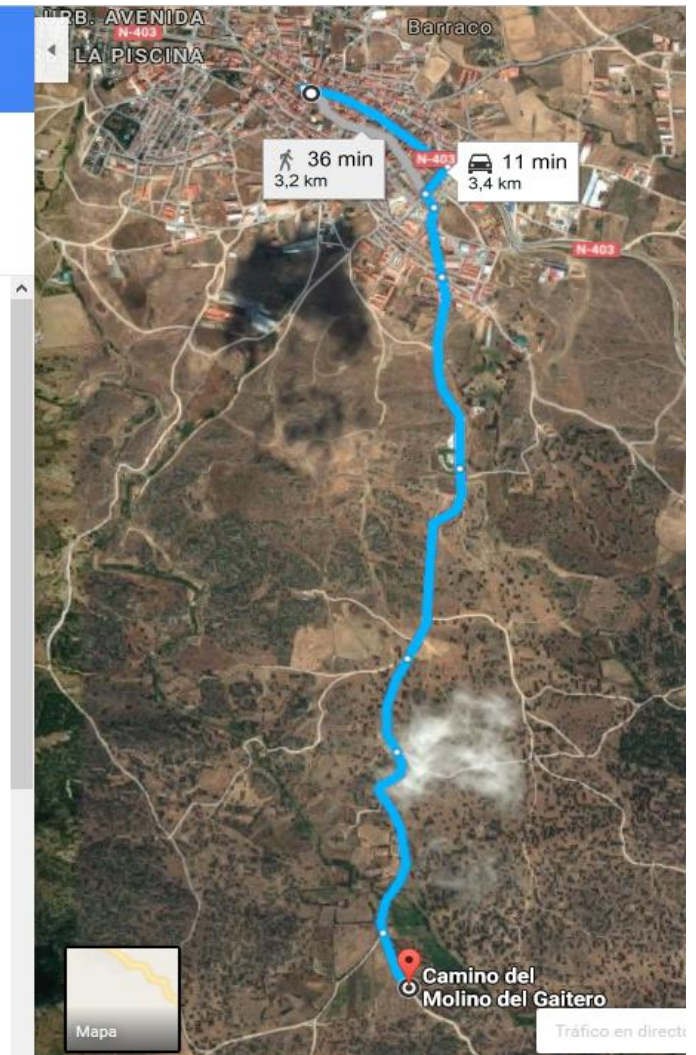 URB. AVENIDA
N-403
LA PISCINA
Barraco
36 min
3,2 km
N-403
11 min
3,4 km
N-403
Camino del
Molino del Gaitero
Mapa
Tráfico en directo